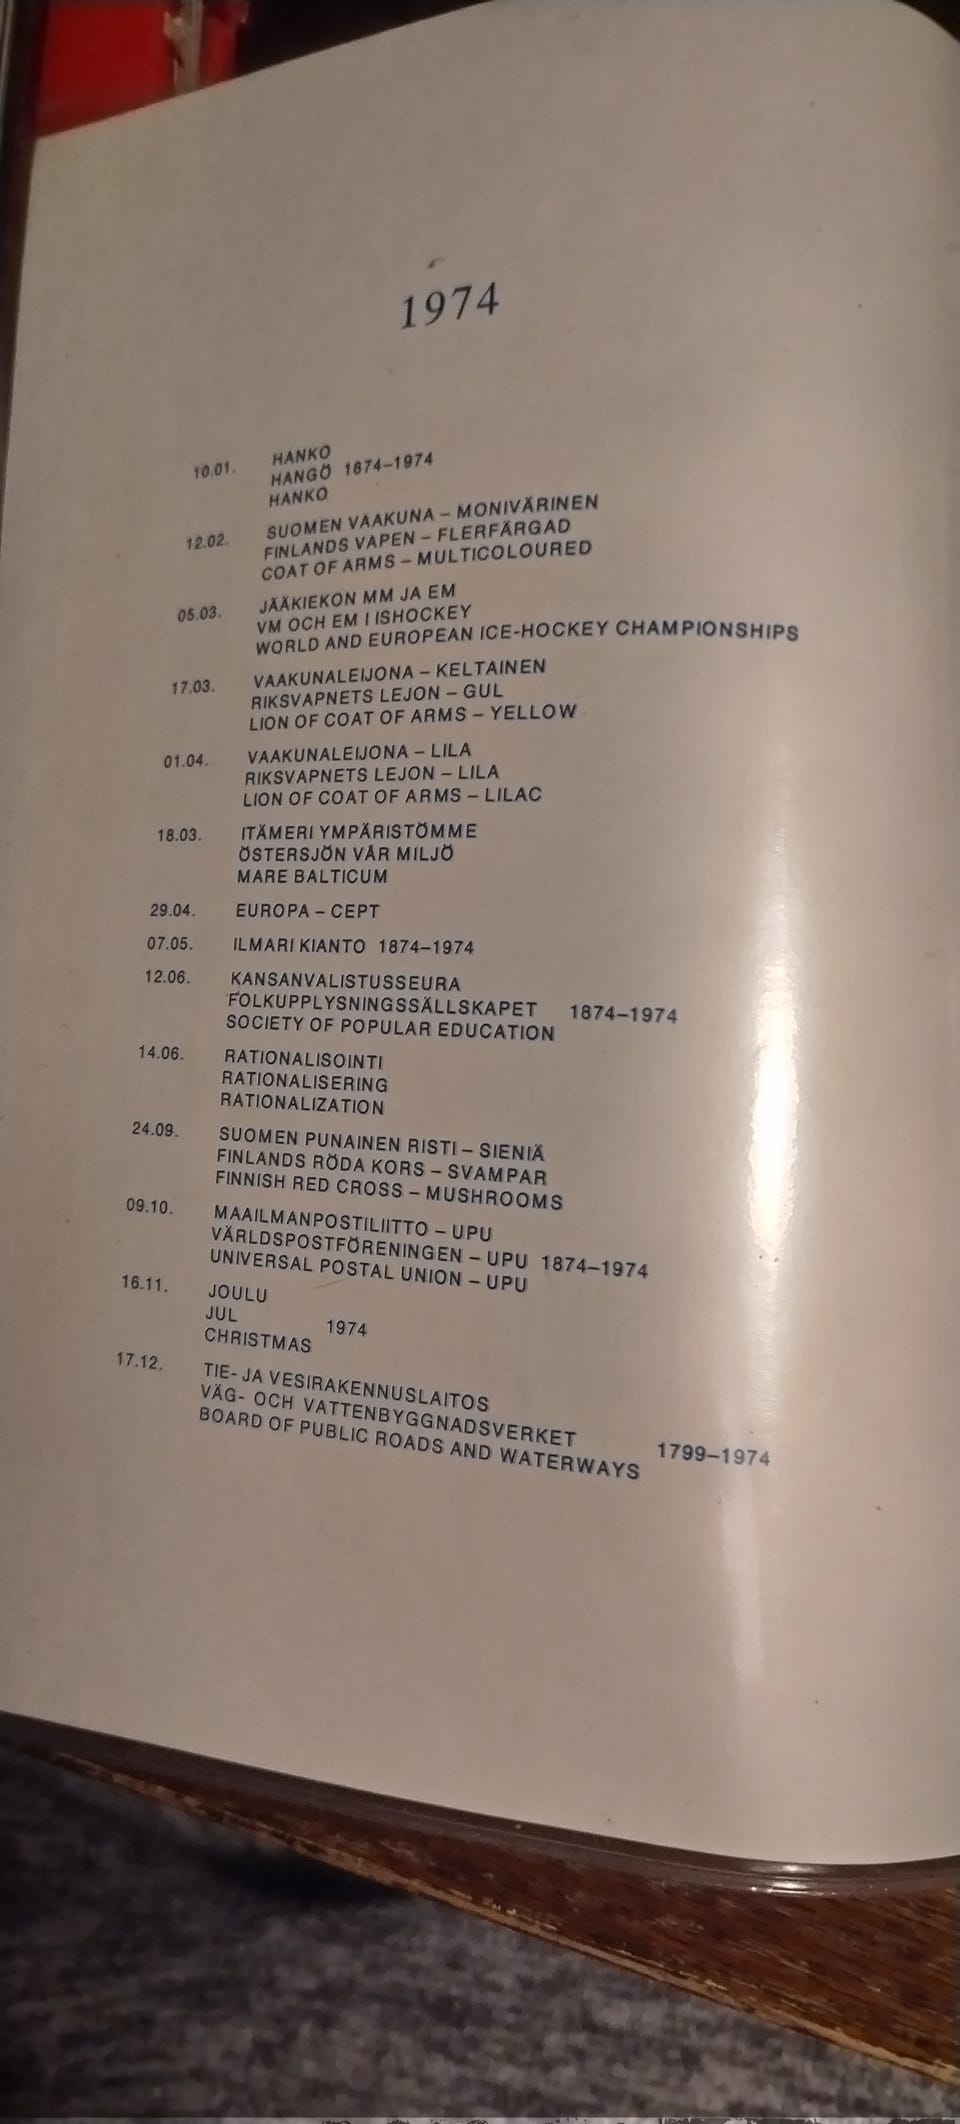 1974
10.01. HANKO
HANGÖ 1874–1974
HANKO
12.02. SUOMEN VAAKUNA – MONIVÄRINEN
FINLANDS VAPEN – FLERFÄRGAD
COAT OF ARMS – MULTICOLOURED
05.03. JÄÄKIEKON MM JA EM
VM OCH EM I ISHOCKEY
WORLD AND EUROPEAN ICE-HOCKEY CHAMPIONSHIPS
17.03. VAAKUNALEIJONA – KELTAINEN
RIKSVAPNETS LEJON – GUL
LION OF COAT OF ARMS – YELLOW
01.04. VAAKUNALEIJONA – LILA
RIKSVAPNETS LEJON – LILA
LION OF COAT OF ARMS – LILAC
18.03. ITÄMERI YMPÄRISTÖMME
ÖSTERSJÖN VÅR MILJÖ
MARE BALTICUM
29.04. EUROPA – CEPT
07.05. ILMARI KIANTO 1874–1974
12.06. KANSANVALISTUSSEURA
FOLKUPPLYSNINGSSÄLLSKAPET 1874–1974
SOCIETY OF POPULAR EDUCATION
14.06. RATIONALISOINTI
RATIONALISERING
RATIONALIZATION
24.09. SUOMEN PUNAINEN RISTI – SIENIÄ
FINLANDS RÖDA KORS – SVAMPAR
FINNISH RED CROSS – MUSHROOMS
09.10. MAAILMANPOSTILIITTO – UPU
VÄRLDSPOSTFÖRENINGEN – UPU 1874–1974
UNIVERSAL POSTAL UNION – UPU
16.11. JOULU
JUL 1974
CHRISTMAS
17.12. TIE- JA VESIRAKENNUSLAITOS
VÄG- OCH VATTENBYGGNADSVERKET 1799–1974
BOARD OF PUBLIC ROADS AND WATERWAYS